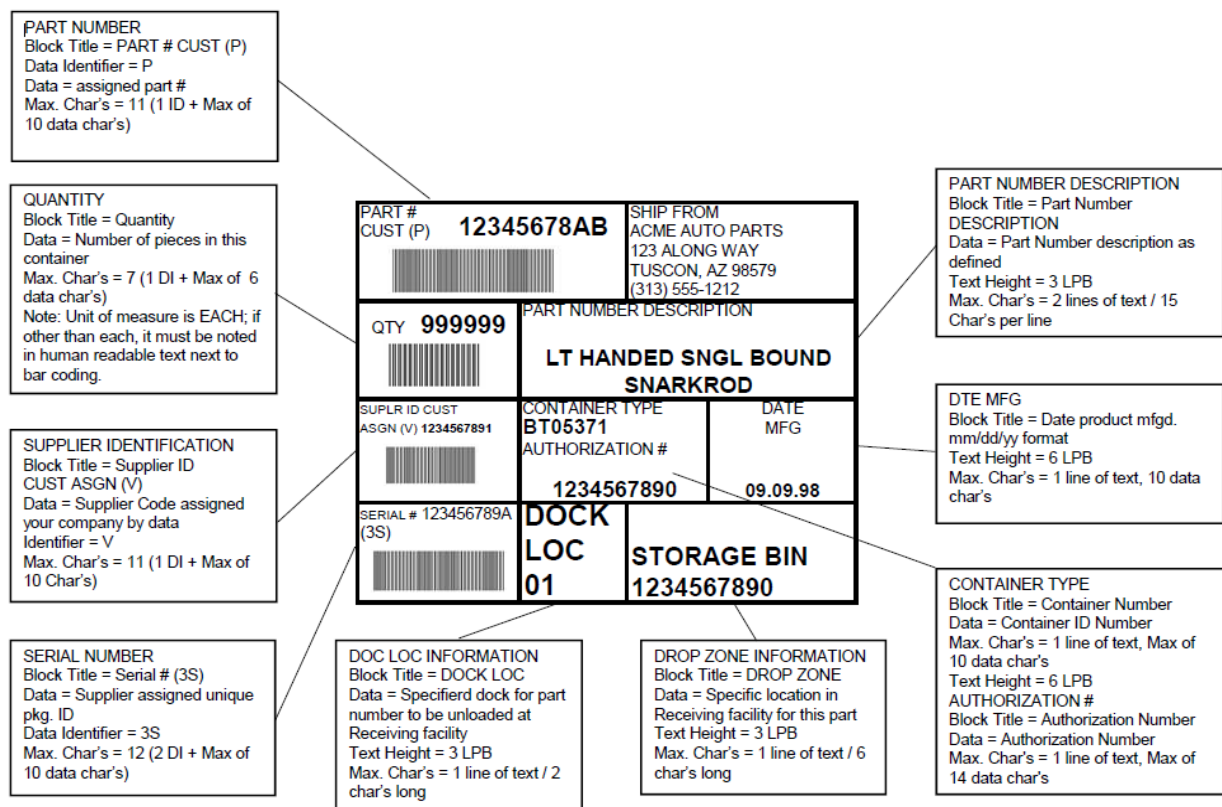 PART NUMBER
Block Title = PART # CUST (P)
Data Identifier = P
Data = assigned part #
Max. Char's = 11 (1 ID + Max of
10 data char's)
QUANTITY
Block Title = Quantity
Data = Number of pieces in this
container
Max. Char's = 7 (1 DI + Max of 6
data char's)
Note: Unit of measure is EACH; if
other than each, it must be noted
in human readable text next to
bar coding.
SUPPLIER IDENTIFICATION
Block Title = Supplier ID
CUST ASGN (V)
Data = Supplier Code assigned
your company by data
Identifier = V
Max. Char's = 11 (1 DI + Max of
10 Char's)
SERIAL NUMBER
Block Title = Serial # (3S)
Data = Supplier assigned unique
pkg. ID
Data Identifier = 3S
Max. Char's = 12 (2 DI + Max of
10 data char's)
PART #
CUST (P) 12345678AB
SHIP FROM
ACME AUTO PARTS
123 ALONG WAY
TUSCON, AZ 98579
(313) 555-1212
QTY 999999
PART NUMBER DESCRIPTION
LT HANDED SNGL BOUND
SNARKROD
SUPLR ID CUST
ASGN (V) 1234567891
CONTAINER TYPE
BT05371
AUTHORIZATION #
1234567890
DATE
MFG
09.09.98
SERIAL # 123456789A
(3S)
DOCK
LOC
01
STORAGE BIN
1234567890
DOC LOC INFORMATION
Block Title = DOCK LOC
Data = Specifierd dock for part
number to be unloaded at
Receiving facility
Text Height = 3 LPB
Max. Char's = 1 line of text / 2
char's long
DROP ZONE INFORMATION
Block Title = DROP ZONE
Data = Specific location in
Receiving facility for this part
Text Height = 3 LPB
Max. Char's = 1 line of text / 6
char's long
PART NUMBER DESCRIPTION
Block Title = Part Number
DESCRIPTION
Data = Part Number description as
defined
Text Height = 3 LPB
Max. Char's = 2 lines of text / 15
Char's per line
DTE MFG
Block Title = Date product mfgd.
mm/dd/yy format
Text Height = 6 LPB
Max. Char's = 1 line of text, 10 data
char's
CONTAINER TYPE
Block Title = Container Number
Data = Container ID Number
Max. Char's = 1 line of text, Max of
10 data char's
Text Height = 6 LPB
AUTHORIZATION #
Block Title = Authorization Number
Data = Authorization Number
Max. Char's = 1 line of text, Max of
14 data char's